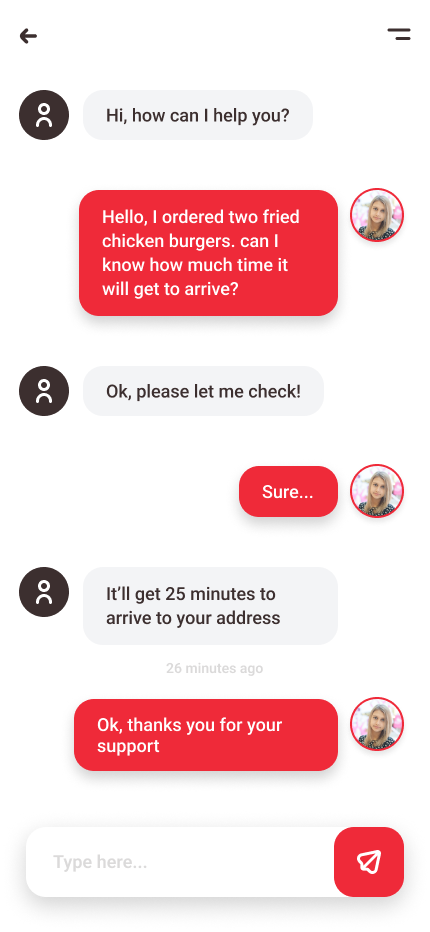 Hi, how can I help you?
Hello, I ordered two fried
chicken burgers. can I
know how much time it
will get to arrive?
Ok, please let me check!
Sure...
It’ll get 25 minutes to
arrive to your address
26 minutes ago
Ok, thanks you for your
support
Type here...